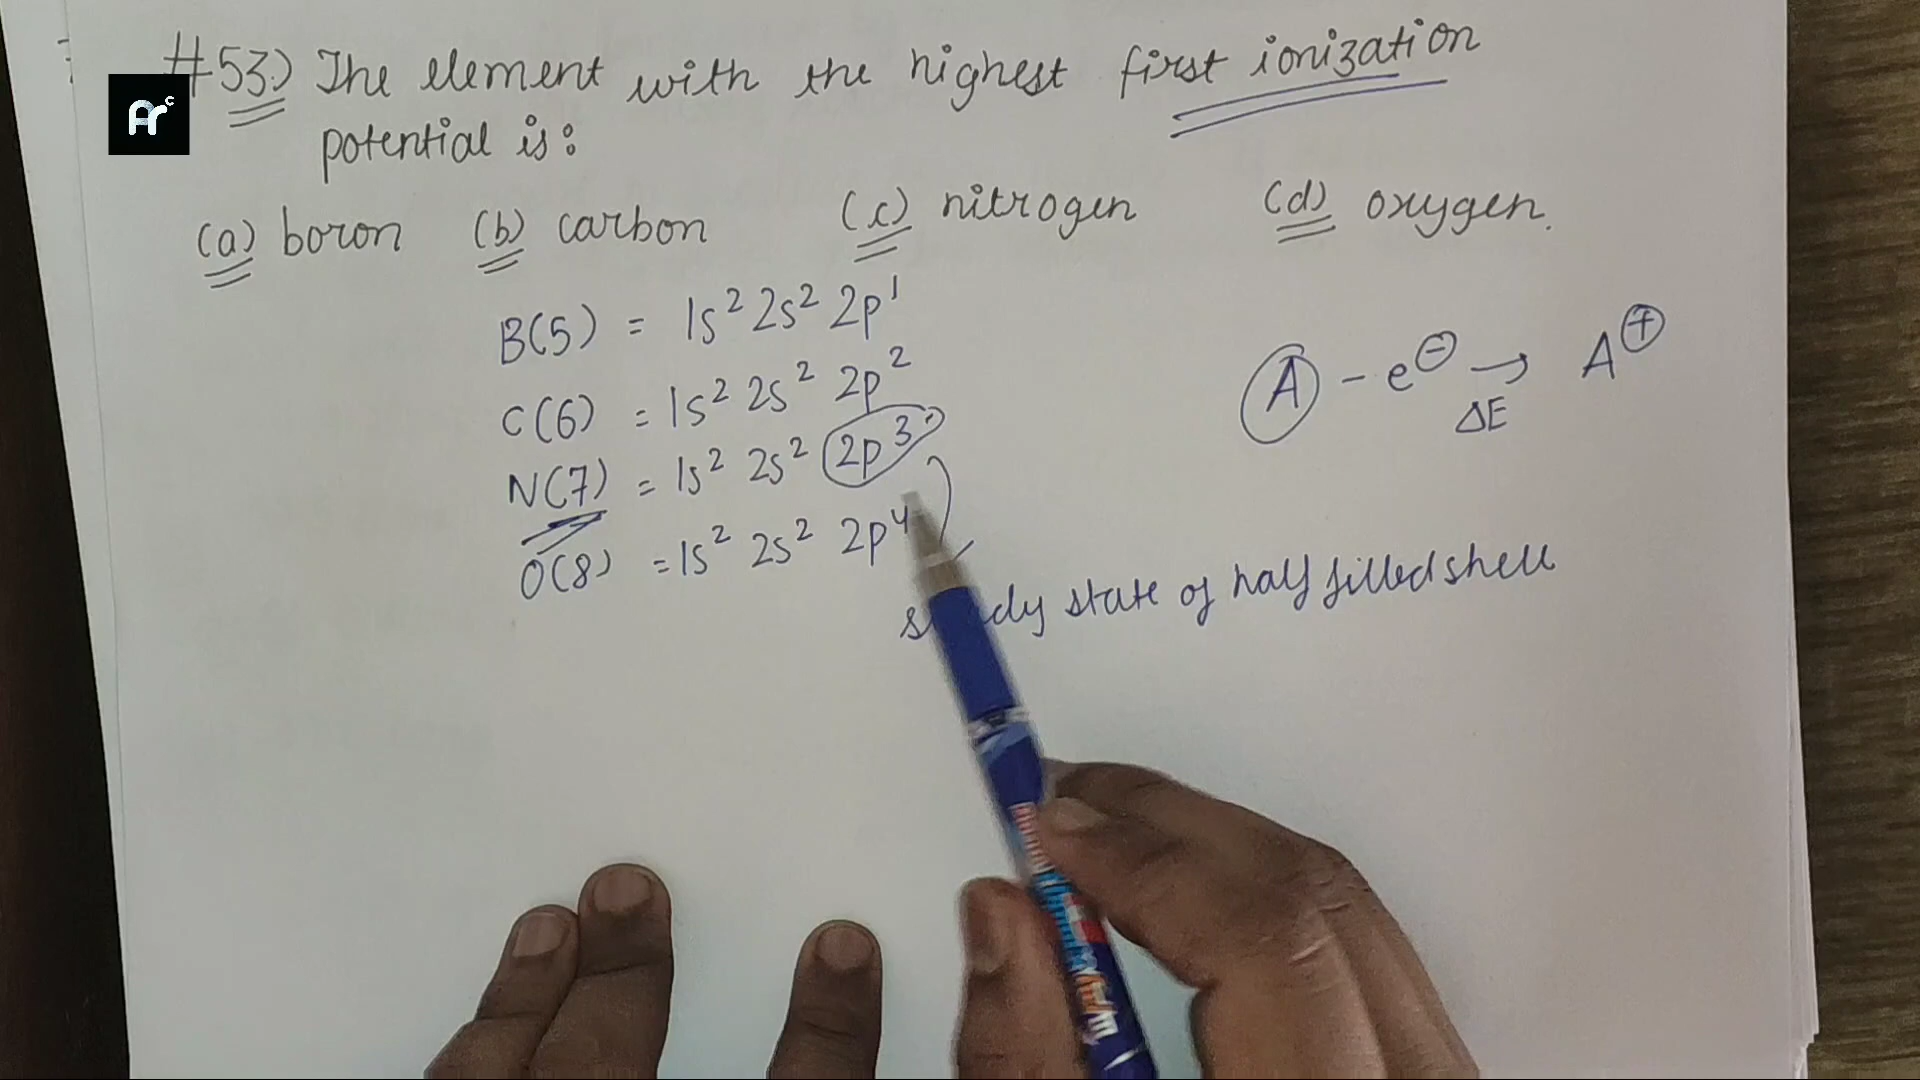 #53.) The element with the highest first ionization
potential is:
(a) boron (b) carbon (c) nitrogen (d) oxygen.
B(5) = 1s² 2s² 2p¹
C(6) = 1s² 2s² 2p²
N(7) = 1s² 2s² 2p³
O(8) = 1s² 2s² 2p⁴
A - e⊖ → A⊕
ΔE
state of half filled shell
Ar c